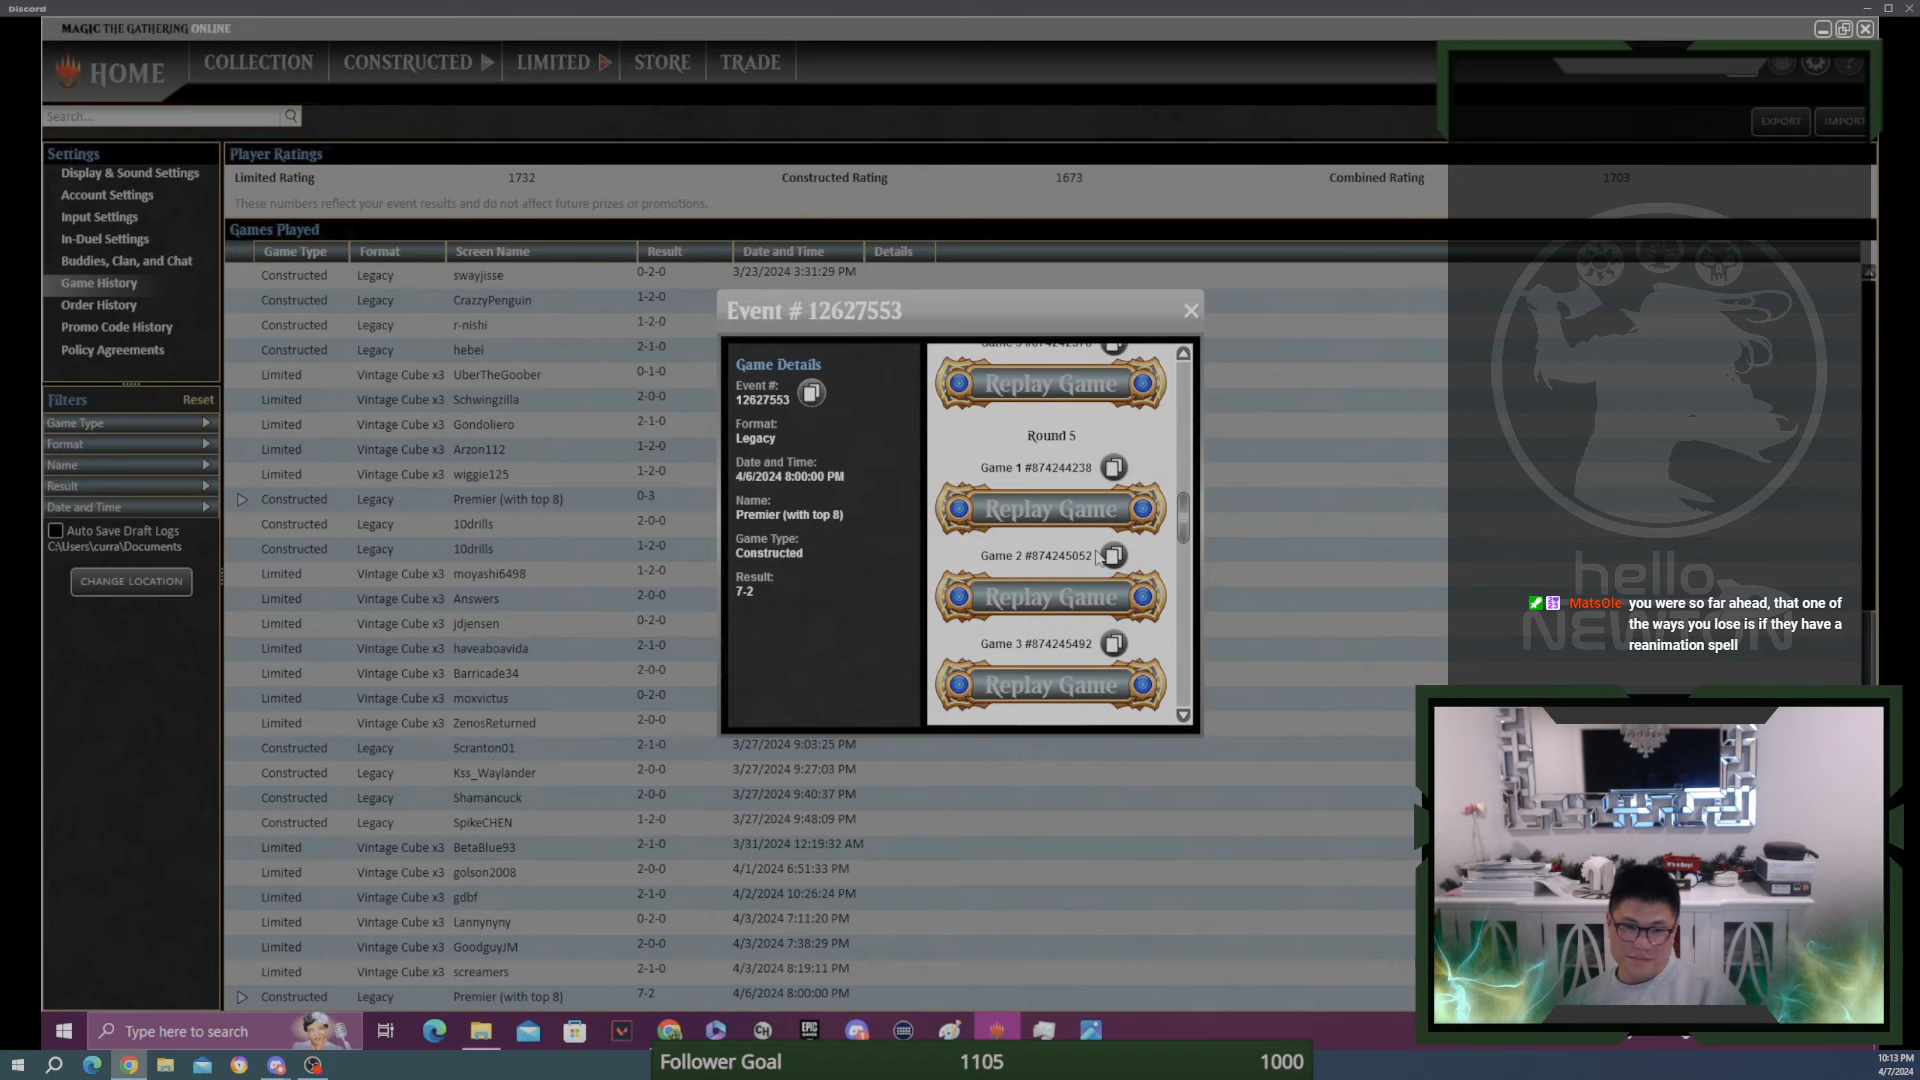 Discord
MAGIC THE GATHERING ONLINE
HOME
COLLECTION
CONSTRUCTED
LIMITED
STORE
TRADE
Search...
EXPORT
IMPORT
Settings
Display & Sound Settings
Account Settings
Input Settings
In-Duel Settings
Buddies, Clan, and Chat
Game History
Order History
Promo Code History
Policy Agreements
Filters Reset
Game Type
Format
Name
Result
Date and Time
Auto Save Draft Logs
C:\Users\curra\Documents
CHANGE LOCATION
Player Ratings
Limited Rating 1732 Constructed Rating 1673 Combined Rating 1703
These numbers reflect your event results and do not affect future prizes or promotions.
Games Played
Game Type Format Screen Name Result Date and Time Details
Constructed Legacy swayjisse 0-2-0 3/23/2024 3:31:29 PM
Constructed Legacy CrazzyPenguin 1-2-0
Constructed Legacy r-nishi 1-2-0
Constructed Legacy hebel 2-1-0
Limited Vintage Cube x3 UberTheGoober 0-1-0
Limited Vintage Cube x3 Schwingzilla 2-0-0
Limited Vintage Cube x3 Gondoliero 2-1-0
Limited Vintage Cube x3 Arzon112 1-2-0
Limited Vintage Cube x3 wiggie125 1-2-0
Constructed Legacy Premier (with top 8) 0-3
Constructed Legacy 10drills 2-0-0
Constructed Legacy 10drills 1-2-0
Limited Vintage Cube x3 moyashi6498 1-2-0
Limited Vintage Cube x3 Answers 2-0-0
Limited Vintage Cube x3 jdjensen 0-2-0
Limited Vintage Cube x3 haveaboavida 2-1-0
Limited Vintage Cube x3 Barricade34 2-0-0
Limited Vintage Cube x3 moxvictus 0-2-0
Limited Vintage Cube x3 ZenosReturned 2-0-0
Constructed Legacy Scranton01 2-1-0 3/27/2024 9:03:25 PM
Constructed Legacy Kss_Waylander 2-0-0 3/27/2024 9:27:03 PM
Constructed Legacy Shamancuck 2-0-0 3/27/2024 9:40:37 PM
Constructed Legacy SpikeCHEN 1-2-0 3/27/2024 9:48:09 PM
Limited Vintage Cube x3 BetaBlue93 2-1-0 3/31/2024 12:19:32 AM
Limited Vintage Cube x3 golson2008 2-0-0 4/1/2024 6:51:33 PM
Limited Vintage Cube x3 gdbf 2-1-0 4/2/2024 10:26:24 PM
Limited Vintage Cube x3 Lannynyny 0-2-0 4/3/2024 7:11:20 PM
Limited Vintage Cube x3 GoodguyJM 2-0-0 4/3/2024 7:38:29 PM
Limited Vintage Cube x3 screamers 2-1-0 4/3/2024 8:19:11 PM
Constructed Legacy Premier (with top 8) 7-2 4/6/2024 8:00:00 PM
Event # 12627553
Game Details
Event #:
12627553
Format:
Legacy
Date and Time:
4/6/2024 8:00:00 PM
Name:
Premier (with top 8)
Game Type:
Constructed
Result:
7-2
Replay Game
Round 5
Game 1 #874244238
Replay Game
Game 2 #874245052
Replay Game
Game 3 #874245492
Replay Game
hello
NEWTON
MatsOle you were so far ahead, that one of
the ways you lose is if they have a
reanimation spell
Type here to search
CH
EPIC
Follower Goal 1105 1000
10:13 PM
4/7/2024